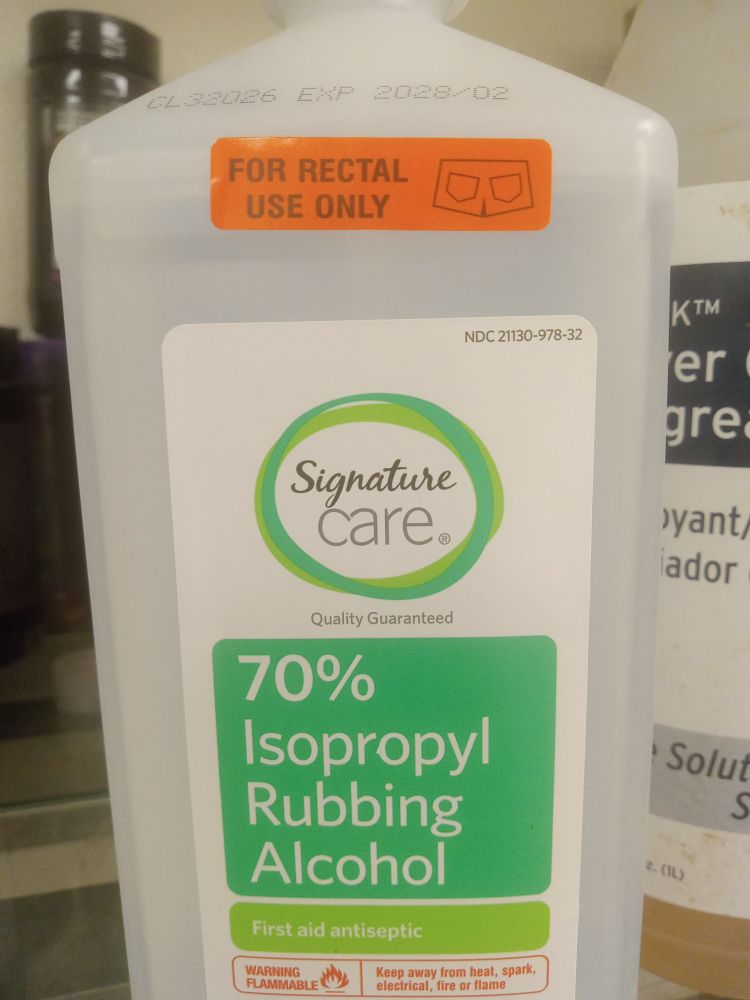 CL32026 EXP 2028/02
FOR RECTAL
USE ONLY
NDC 21130-978-32
Signature
care®
Quality Guaranteed
70%
Isopropyl
Rubbing
Alcohol
First aid antiseptic
WARNING
FLAMMABLE
Keep away from heat, spark,
electrical, fire or flame
K™
er
grea
oyant/
iador
Solut
S
z. (1L)